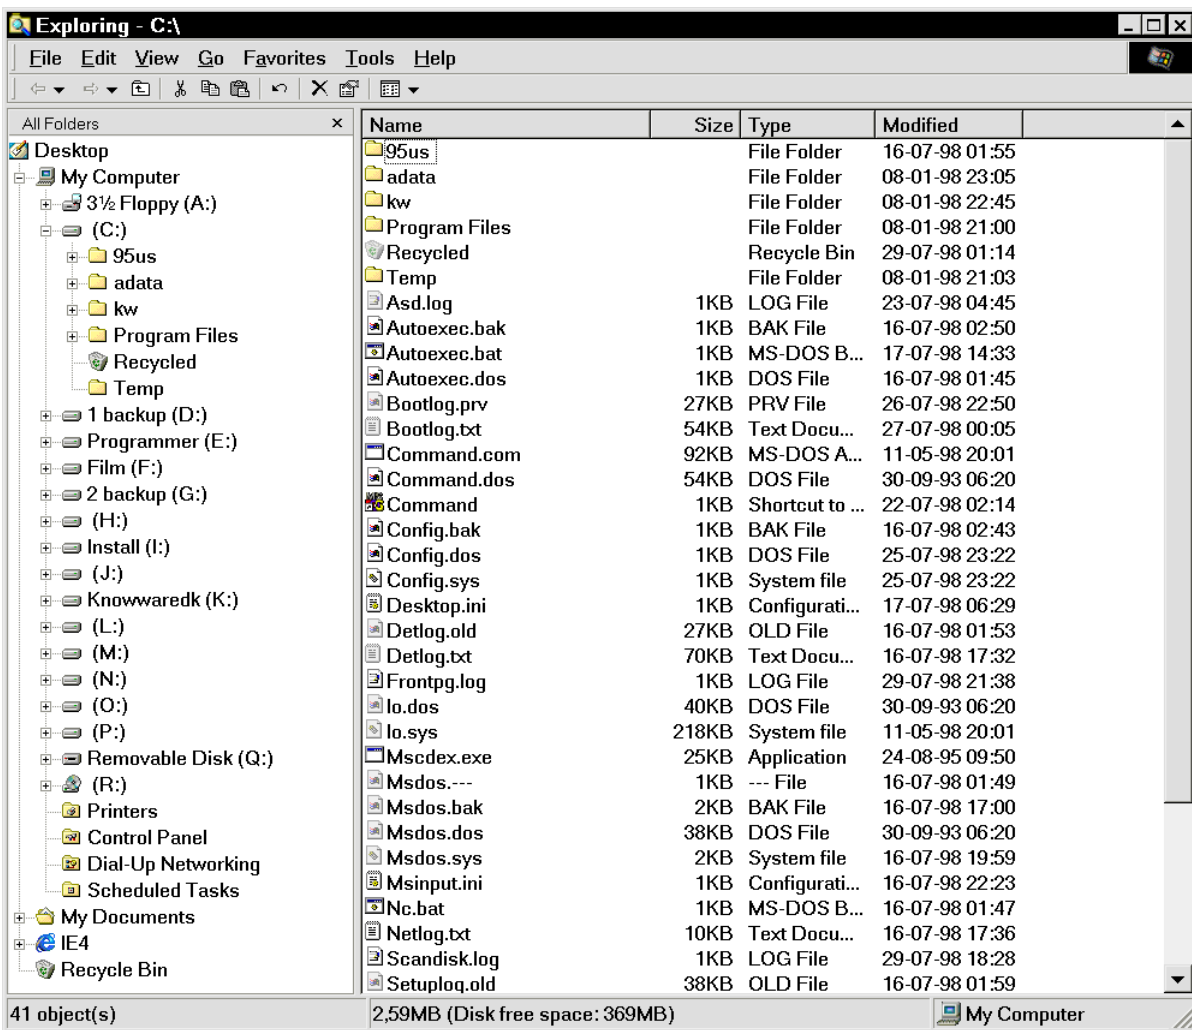 Exploring - C:\
File Edit View Go Favorites Tools Help
All Folders
Desktop
My Computer
3½ Floppy (A:)
(C:)
95us
adata
kw
Program Files
Recycled
Temp
1 backup (D:)
Programmer (E:)
Film (F:)
2 backup (G:)
(H:)
Install (I:)
(J:)
Knowwaredk (K:)
(L:)
(M:)
(N:)
(O:)
(P:)
Removable Disk (Q:)
(R:)
Printers
Control Panel
Dial-Up Networking
Scheduled Tasks
My Documents
IE4
Recycle Bin
Name Size Type Modified
95us File Folder 16-07-98 01:55
adata File Folder 08-01-98 23:05
kw File Folder 08-01-98 22:45
Program Files File Folder 08-01-98 21:00
Recycled Recycle Bin 29-07-98 01:14
Temp File Folder 08-01-98 21:03
Asd.log 1KB LOG File 23-07-98 04:45
Autoexec.bak 1KB BAK File 16-07-98 02:50
Autoexec.bat 1KB MS-DOS B... 17-07-98 14:33
Autoexec.dos 1KB DOS File 16-07-98 01:45
Bootlog.prv 27KB PRV File 26-07-98 22:50
Bootlog.txt 54KB Text Docu... 27-07-98 00:05
Command.com 92KB MS-DOS A... 11-05-98 20:01
Command.dos 54KB DOS File 30-09-93 06:20
Command 1KB Shortcut to ... 22-07-98 02:14
Config.bak 1KB BAK File 16-07-98 02:43
Config.dos 1KB DOS File 25-07-98 23:22
Config.sys 1KB System file 25-07-98 23:22
Desktop.ini 1KB Configurati... 17-07-98 06:29
Detlog.old 27KB OLD File 16-07-98 01:53
Detlog.txt 70KB Text Docu... 16-07-98 17:32
Frontpg.log 1KB LOG File 29-07-98 21:38
Io.dos 40KB DOS File 30-09-93 06:20
Io.sys 218KB System file 11-05-98 20:01
Mscdex.exe 25KB Application 24-08-95 09:50
Msdos.--- 1KB --- File 16-07-98 01:49
Msdos.bak 2KB BAK File 16-07-98 17:00
Msdos.dos 38KB DOS File 30-09-93 06:20
Msdos.sys 2KB System file 16-07-98 19:59
Msinput.ini 1KB Configurati... 16-07-98 22:23
Nc.bat 1KB MS-DOS B... 16-07-98 01:47
Netlog.txt 10KB Text Docu... 16-07-98 17:36
Scandisk.log 1KB LOG File 29-07-98 18:28
Setuplog.old 38KB OLD File 16-07-98 01:59
41 object(s) 2,59MB (Disk free space: 369MB) My Computer